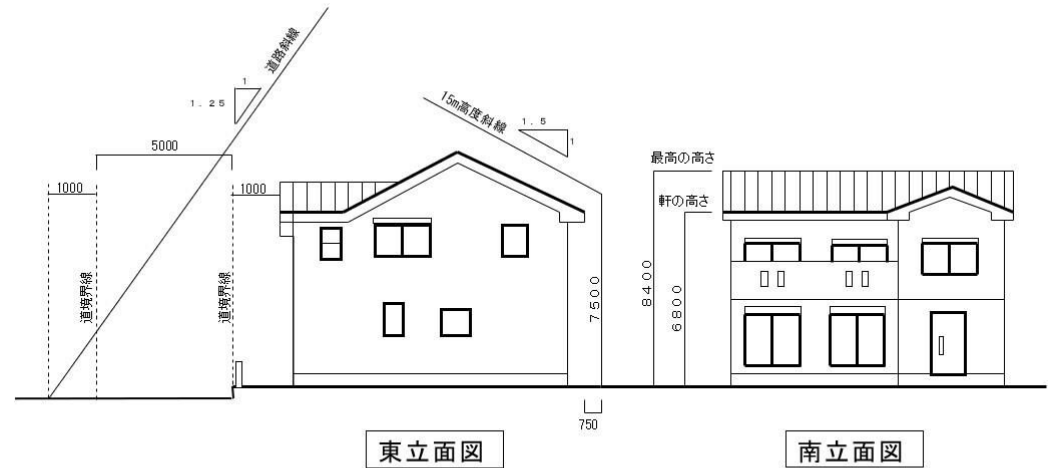 道路斜線
1
1.25
5000
1000
1000
道境界線
道境界線
15m高度斜線
1.5
1
7500
750
東立面図
最高の高さ
軒の高さ
8400
6800
南立面図